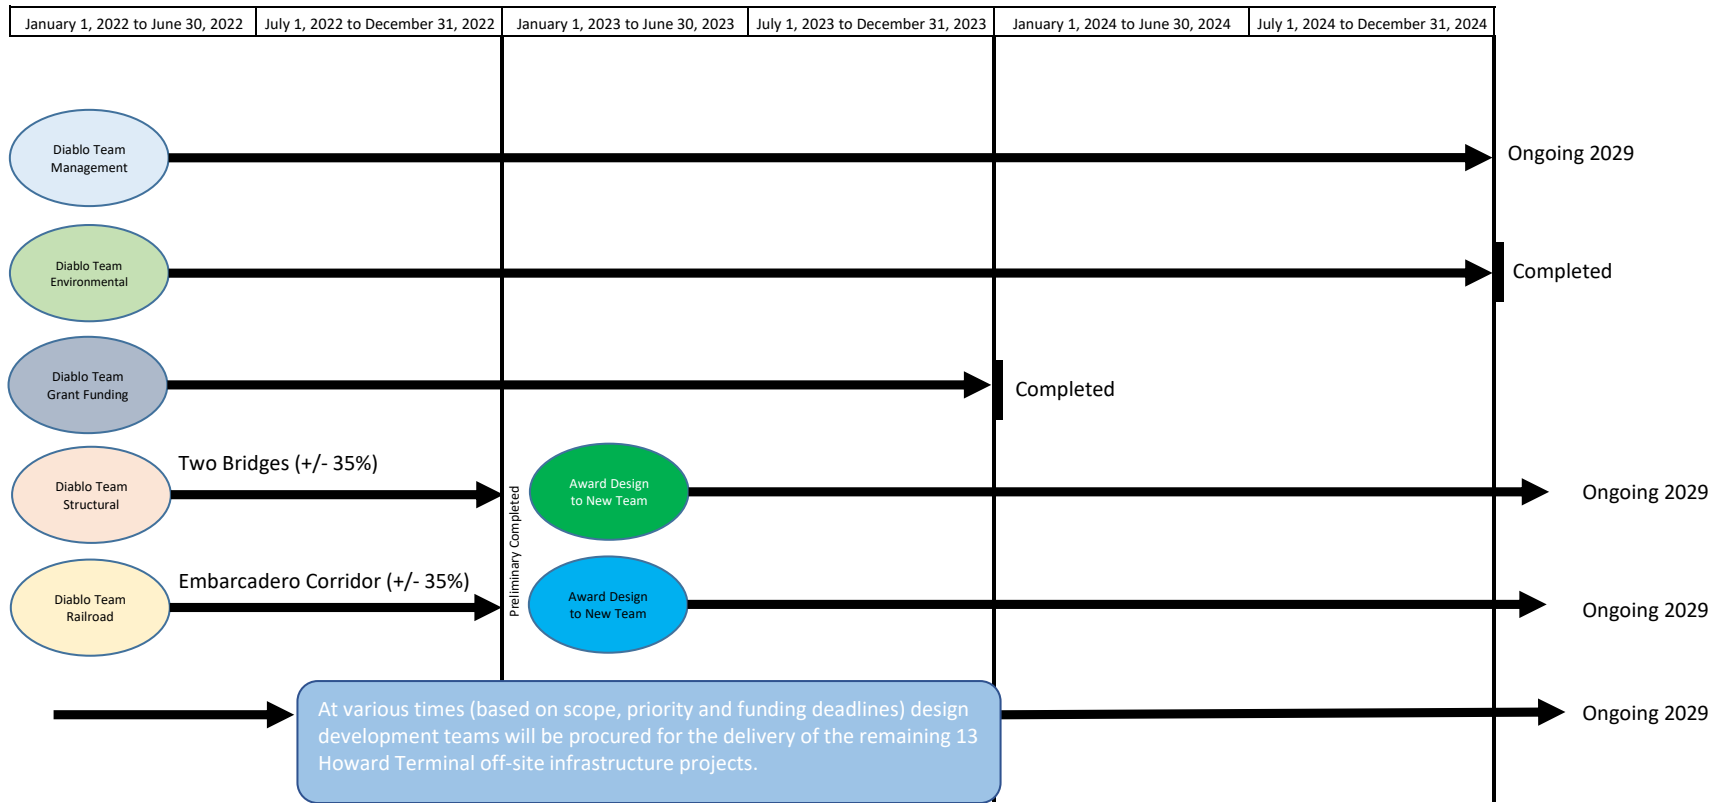 January 1, 2022 to June 30, 2022
July 1, 2022 to December 31, 2022
January 1, 2023 to June 30, 2023
July 1, 2023 to December 31, 2023
January 1, 2024 to June 30, 2024
July 1, 2024 to December 31, 2024
Diablo Team
Management
Ongoing 2029
Diablo Team
Environmental
Completed
Diablo Team
Grant Funding
Completed
Diablo Team
Structural
Two Bridges (+/- 35%)
Preliminary Completed
Award Design
to New Team
Ongoing 2029
Diablo Team
Railroad
Embarcadero Corridor (+/- 35%)
Award Design
to New Team
Ongoing 2029
At various times (based on scope, priority and funding deadlines) design
development teams will be procured for the delivery of the remaining 13
Howard Terminal off-site infrastructure projects.
Ongoing 2029